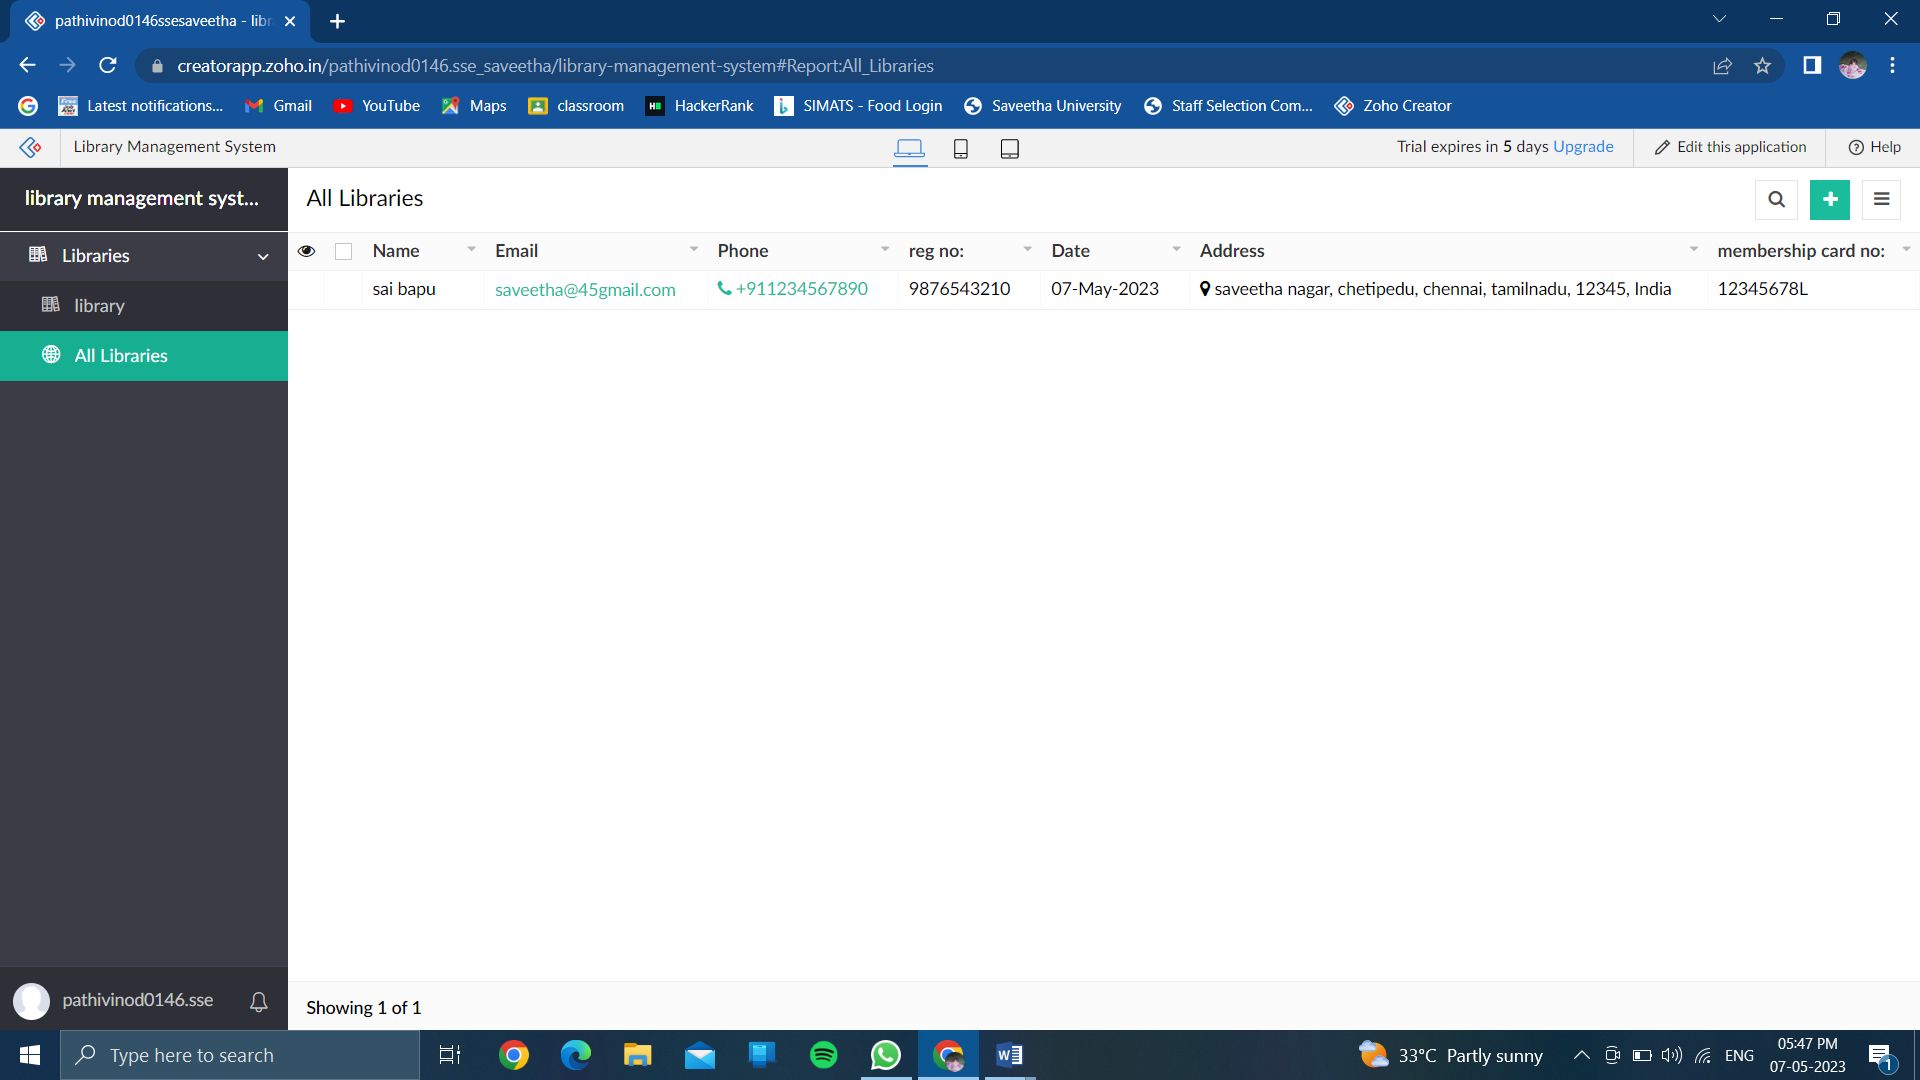 pathivinod0146ssesaveetha - libr
creatorapp.zoho.in/pathivinod0146.sse_saveetha/library-management-system#Report:All_Libraries
Latest notifications... Gmail YouTube Maps classroom HackerRank SIMATS - Food Login Saveetha University Staff Selection Com... Zoho Creator
Library Management System Trial expires in 5 days Upgrade Edit this application Help
library management syst... All Libraries
Libraries
Name Email Phone reg no: Date Address membership card no:
sai bapu saveetha@45gmail.com +911234567890 9876543210 07-May-2023 saveetha nagar, chetipedu, chennai, tamilnadu, 12345, India 12345678L
library
All Libraries
pathivinod0146.sse
Showing 1 of 1
Type here to search 33°C Partly sunny ENG 05:47 PM
07-05-2023 1